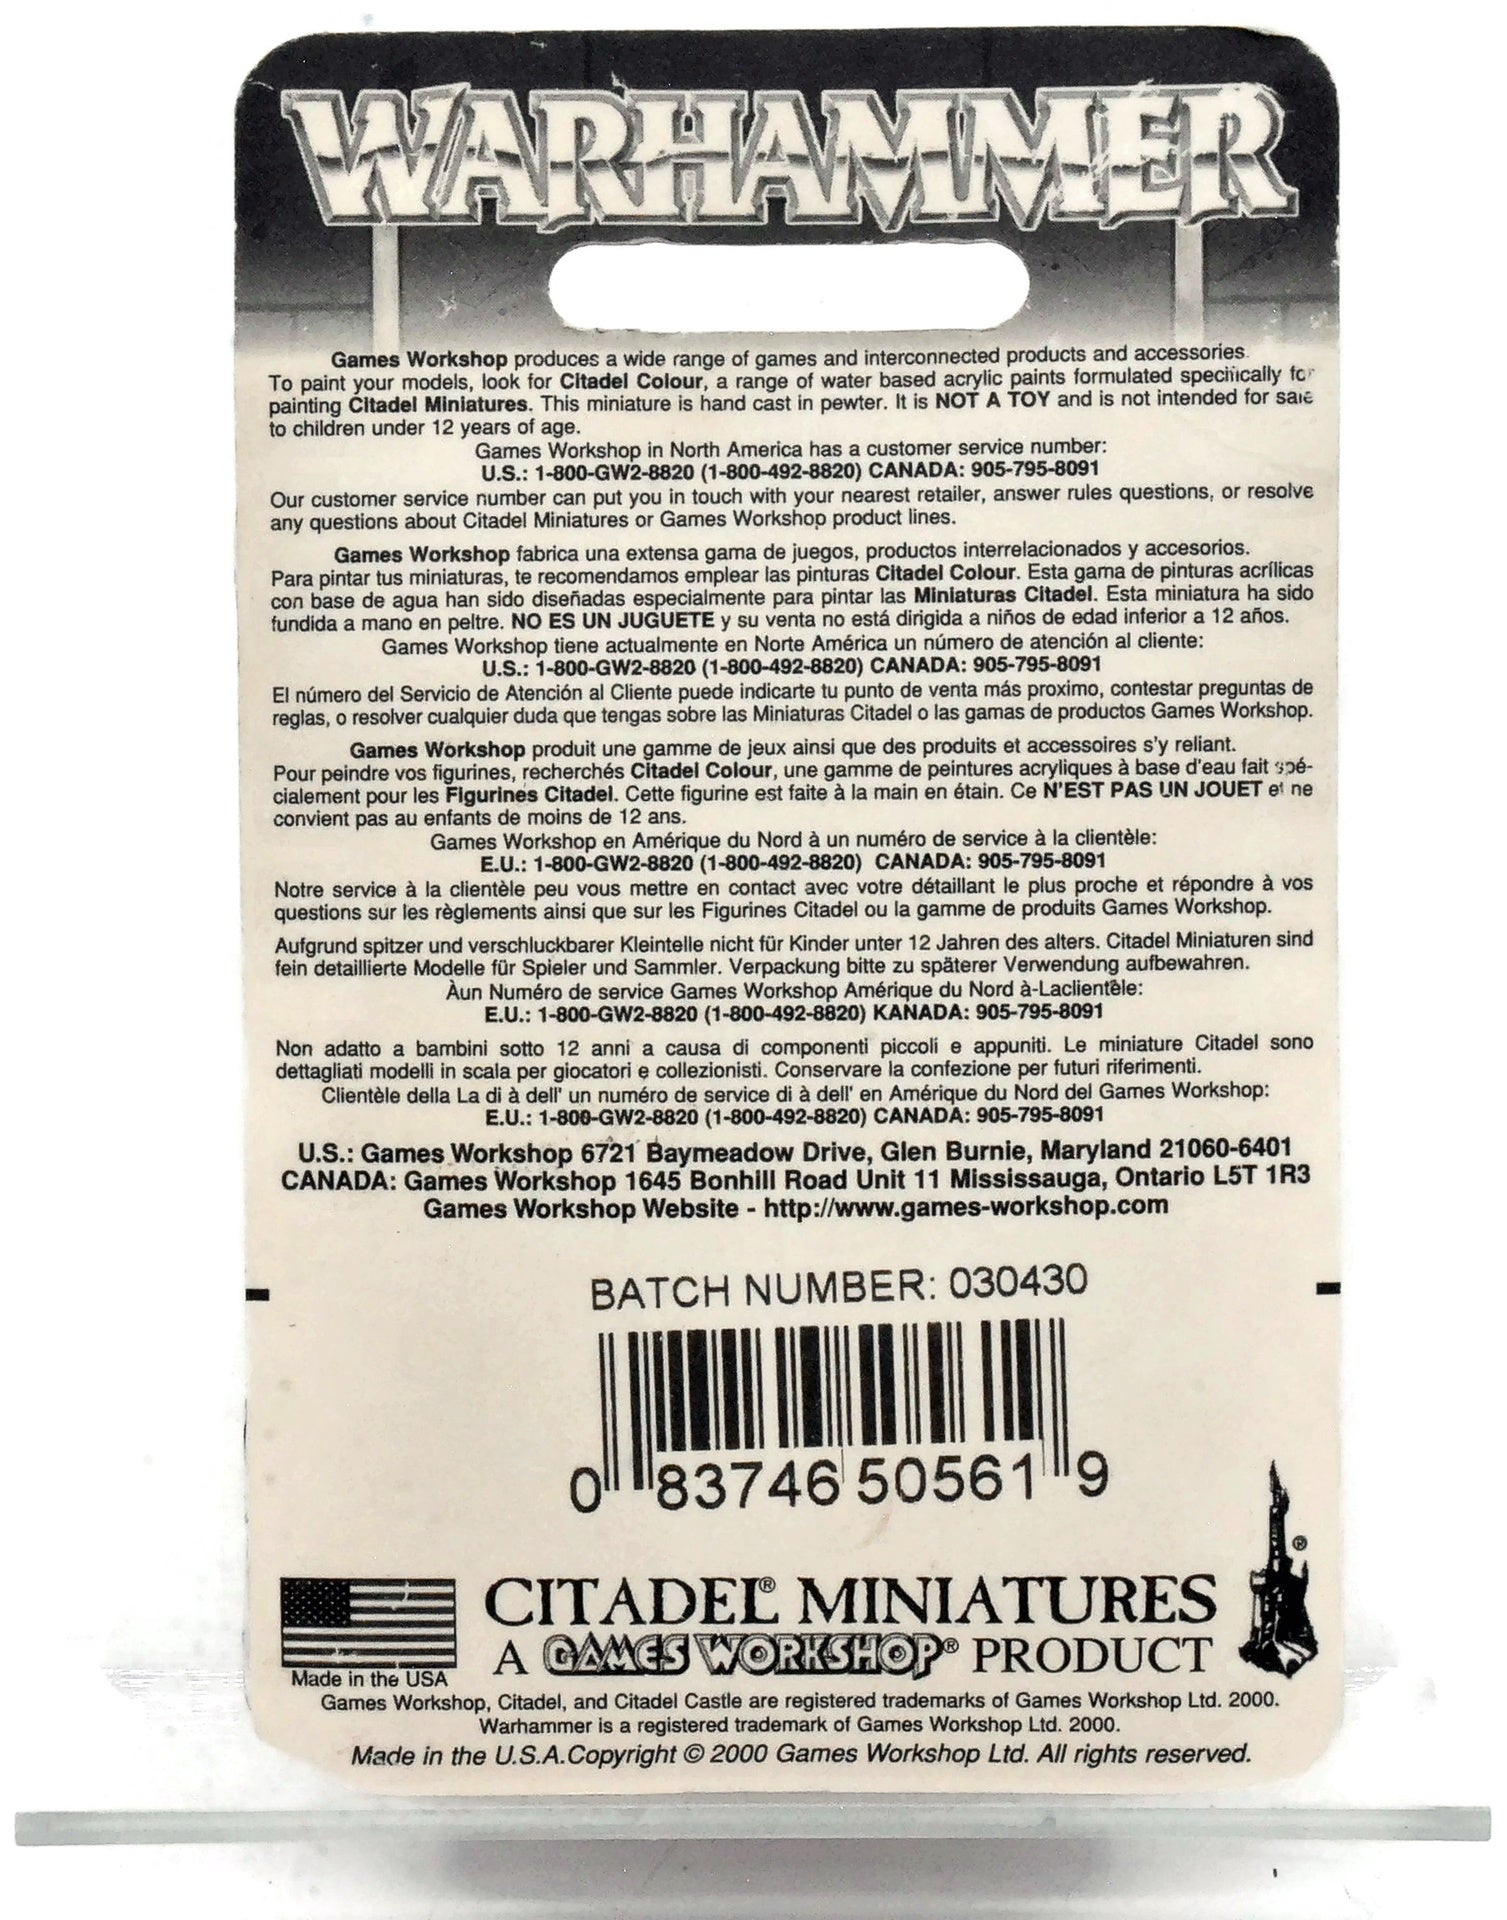 WARHAMMER
Games Workshop produces a wide range of games and interconnected products and accessories.
To paint your models, look for Citadel Colour, a range of water based acrylic paints formulated specifically for
painting Citadel Miniatures. This miniature is hand cast in pewter. It is NOT A TOY and is not intended for sale
to children under 12 years of age.
Games Workshop in North America has a customer service number:
U.S.: 1-800-GW2-8820 (1-800-492-8820) CANADA: 905-795-8091
Our customer service number can put you in touch with your nearest retailer, answer rules questions, or resolve
any questions about Citadel Miniatures or Games Workshop product lines.
Games Workshop fabrica una extensa gama de juegos, productos interrelacionados y accesorios.
Para pintar tus miniaturas, te recomendamos emplear las pinturas Citadel Colour. Esta gama de pinturas acrílicas
con base de agua han sido diseñadas especialmente para pintar las Miniaturas Citadel. Esta miniatura ha sido
fundida a mano en peltre. NO ES UN JUGUETE y su venta no está dirigida a niños de edad inferior a 12 años.
Games Workshop tiene actualmente en Norte América un número de atención al cliente:
U.S.: 1-800-GW2-8820 (1-800-492-8820) CANADA: 905-795-8091
El número del Servicio de Atención al Cliente puede indicarte tu punto de venta más proximo, contestar preguntas de
reglas, o resolver cualquier duda que tengas sobre las Miniaturas Citadel o las gamas de productos Games Workshop.
Games Workshop produit une gamme de jeux ainsi que des produits et accessoires s'y reliant.
Pour peindre vos figurines, recherchés Citadel Colour, une gamme de peintures acryliques à base d'eau fait spé-
cialement pour les Figurines Citadel. Cette figurine est faite à la main en étain. Ce N'EST PAS UN JOUET et ne
convient pas au enfants de moins de 12 ans.
Games Workshop en Amérique du Nord à un numéro de service à la clientèle:
E.U.: 1-800-GW2-8820 (1-800-492-8820) CANADA: 905-795-8091
Notre service à la clientèle peu vous mettre en contact avec votre détaillant le plus proche et répondre à vos
questions sur les règlements ainsi que sur les Figurines Citadel ou la gamme de produits Games Workshop.
Aufgrund spitzer und verschluckbarer Kleinteile nicht für Kinder unter 12 Jahren des alters. Citadel Miniaturen sind
fein detaillierte Modelle für Spieler und Sammler. Verpackung bitte zu späterer Verwendung aufbewahren.
Àun Numéro de service Games Workshop Amérique du Nord à-Laclientèle:
E.U.: 1-800-GW2-8820 (1-800-492-8820) KANADA: 905-795-8091
Non adatto a bambini sotto 12 anni a causa di componenti piccoli e appuniti. Le miniature Citadel sono
dettagliati modelli in scala per giocatori e collezionisti. Conservare la confezione per futuri riferimenti.
Clientèle della La di à dell' un numéro de service di à dell' en Amérique du Nord del Games Workshop:
E.U.: 1-800-GW2-8820 (1-800-492-8820) CANADA: 905-795-8091
U.S.: Games Workshop 6721 Baymeadow Drive, Glen Burnie, Maryland 21060-6401
CANADA: Games Workshop 1645 Bonhill Road Unit 11 Mississauga, Ontario L5T 1R3
Games Workshop Website - http://www.games-workshop.com
BATCH NUMBER: 030430
0 83746 50561 9
CITADEL® MINIATURES
A GAMES WORKSHOP® PRODUCT
®
Made in the USA
Games Workshop, Citadel, and Citadel Castle are registered trademarks of Games Workshop Ltd. 2000.
Warhammer is a registered trademark of Games Workshop Ltd. 2000.
Made in the U.S.A. Copyright © 2000 Games Workshop Ltd. All rights reserved.